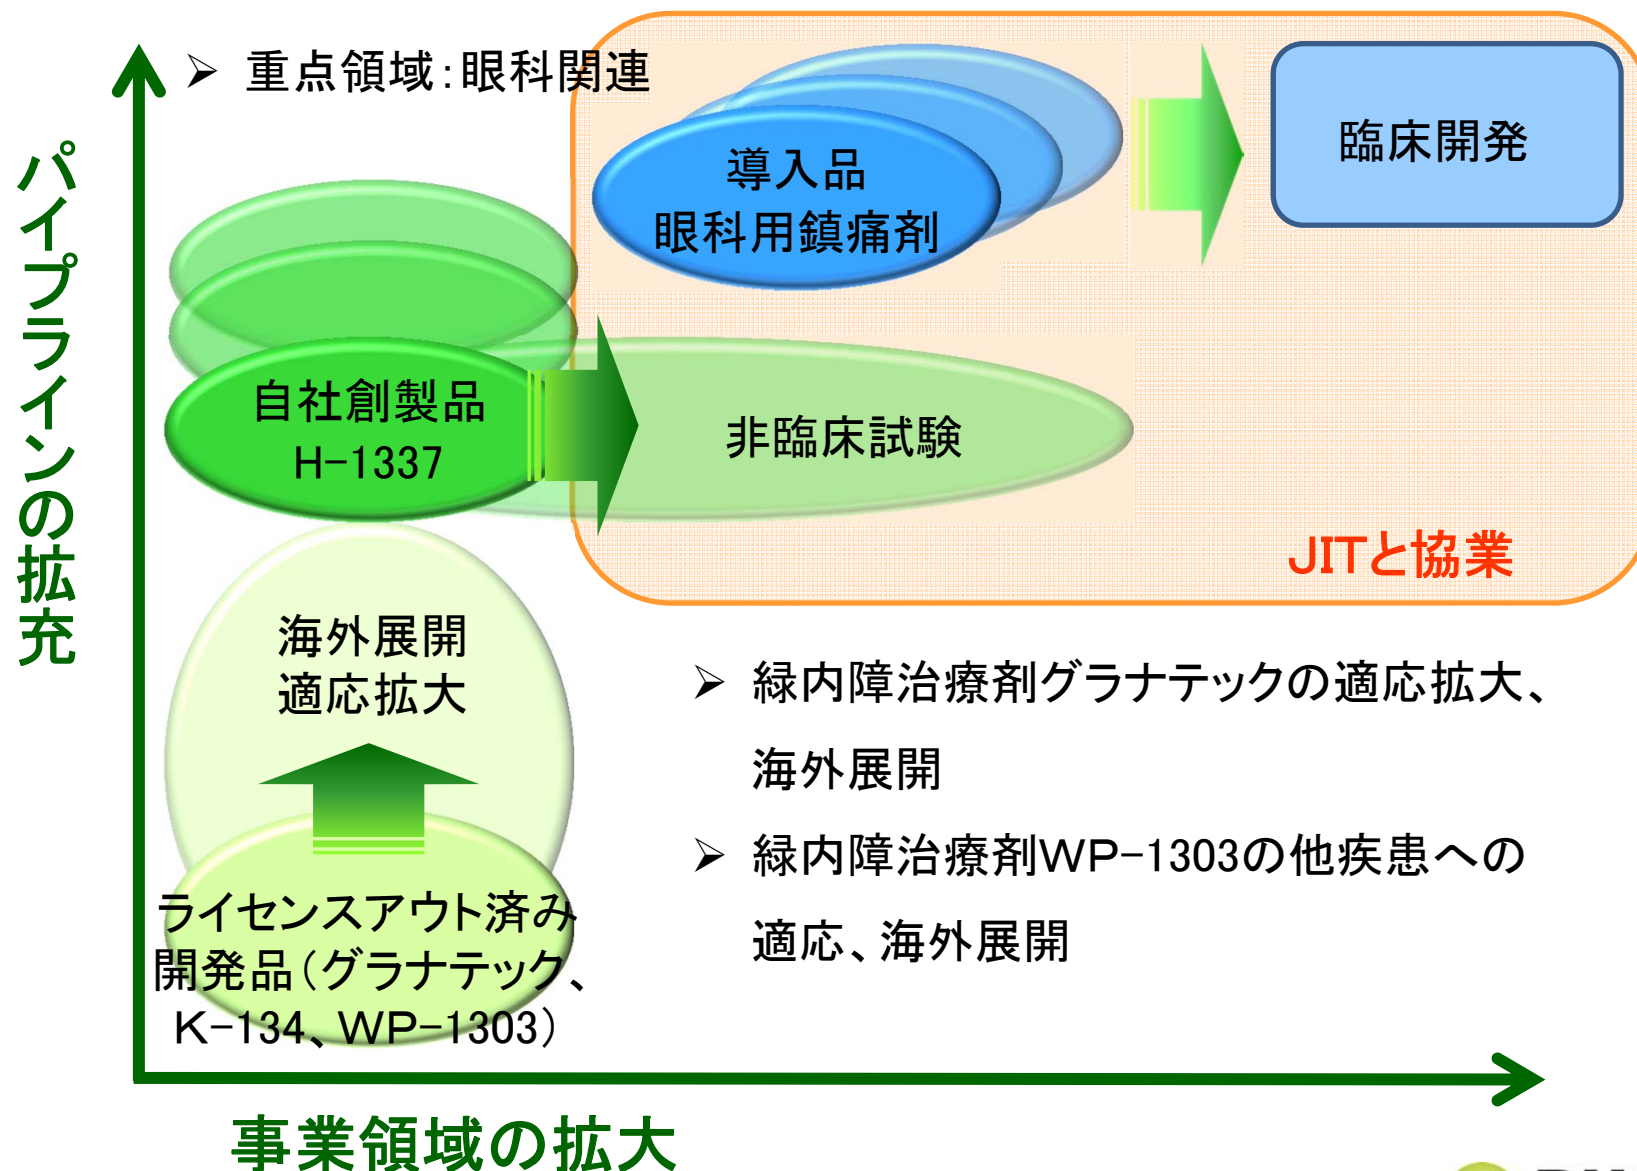 ➢ 重点領域：眼科関連
パイプラインの拡充
導入品
眼科用鎮痛剤
臨床開発
自社創製品
H-1337
非臨床試験
JITと協業
海外展開
適応拡大
➢ 緑内障治療剤グラナテックの適応拡大、
海外展開
➢ 緑内障治療剤WP-1303の他疾患への
適応、海外展開
ライセンスアウト済み
開発品（グラナテック、
K-134、WP-1303）
事業領域の拡大